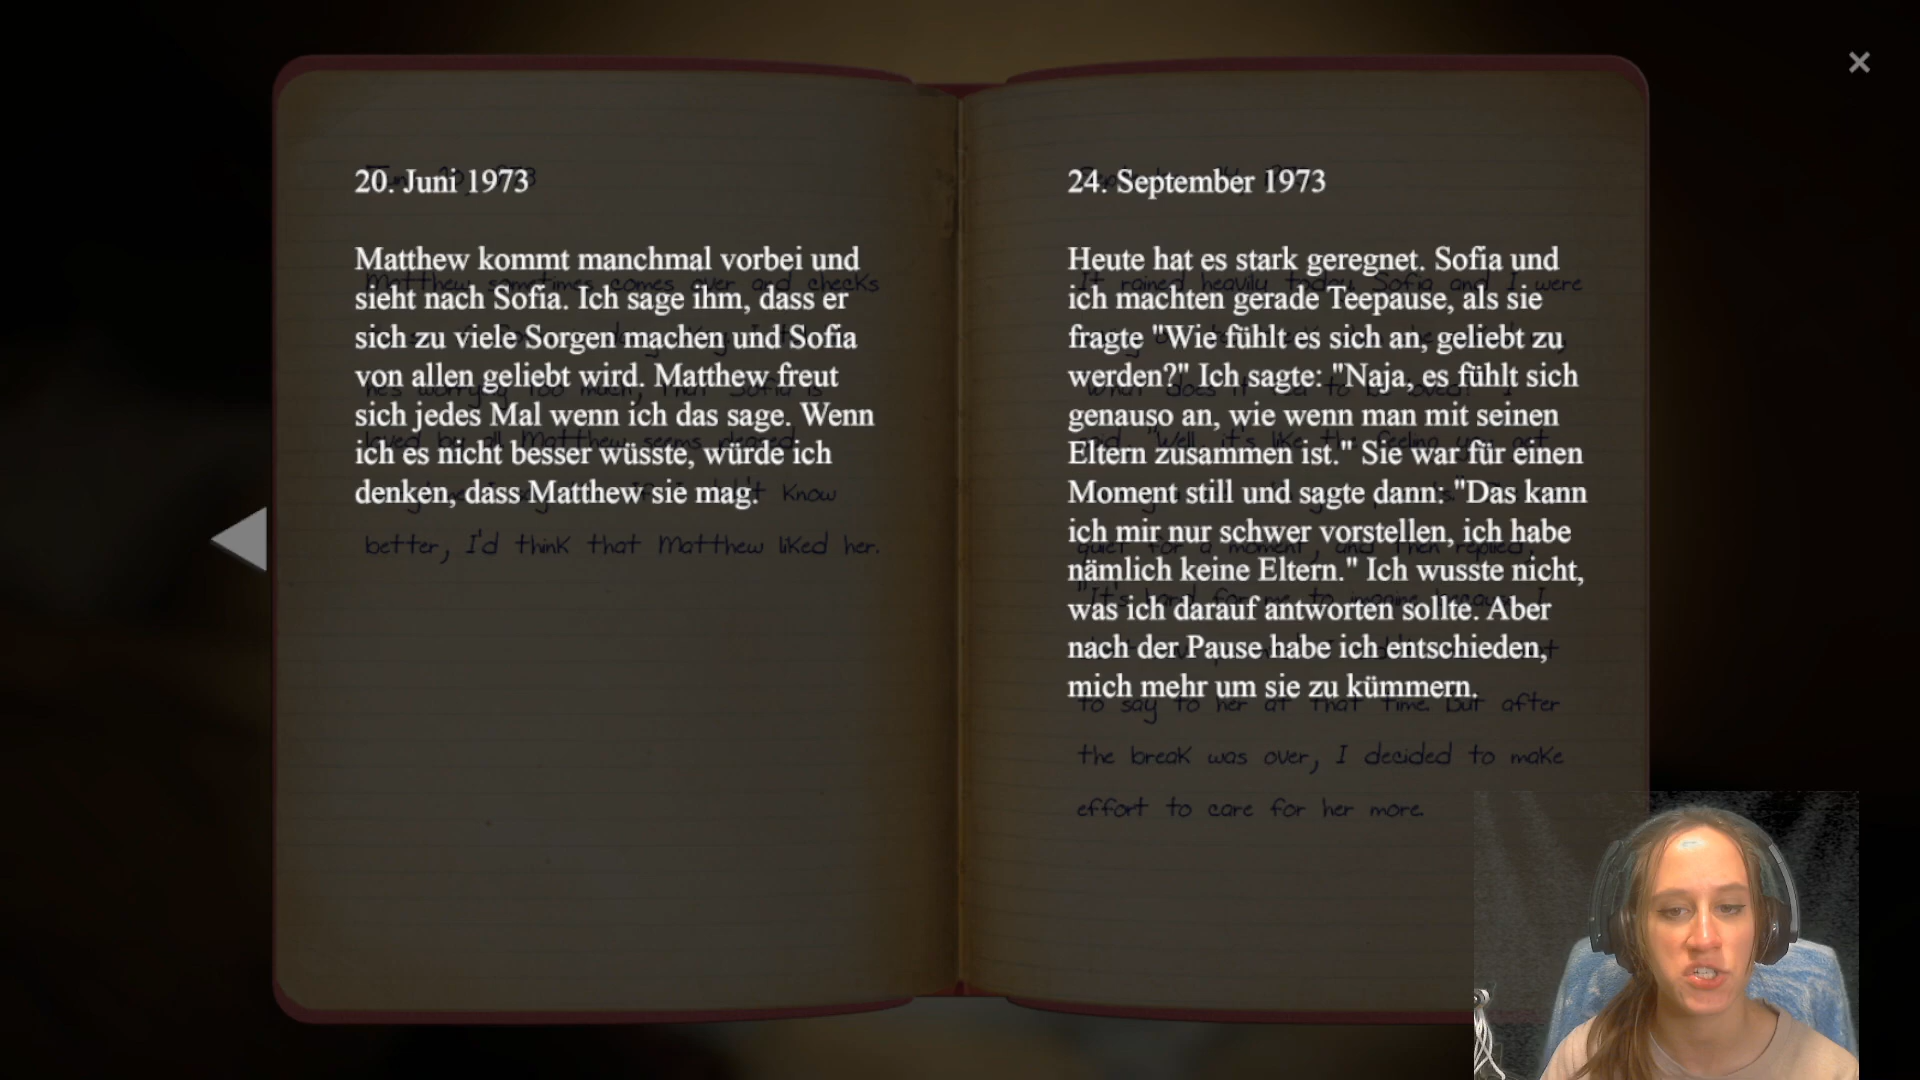 20. Juni 1973
Matthew kommt manchmal vorbei und
sieht nach Sofia. Ich sage ihm, dass er
sich zu viele Sorgen machen und Sofia
von allen geliebt wird. Matthew freut
sich jedes Mal wenn ich das sage. Wenn
ich es nicht besser wüsste, würde ich
denken, dass Matthew sie mag.
better, I'd think that Matthew liked her.
24. September 1973
Heute hat es stark geregnet. Sofia und
ich machten gerade Teepause, als sie
fragte "Wie fühlt es sich an, geliebt zu
werden?" Ich sagte: "Naja, es fühlt sich
genauso an, wie wenn man mit seinen
Eltern zusammen ist." Sie war für einen
Moment still und sagte dann: "Das kann
ich mir nur schwer vorstellen, ich habe
nämlich keine Eltern." Ich wusste nicht,
was ich darauf antworten sollte. Aber
nach der Pause habe ich entschieden,
mich mehr um sie zu kümmern.
to say to her at that time. But after
the break was over, I decided to make
effort to care for her more.